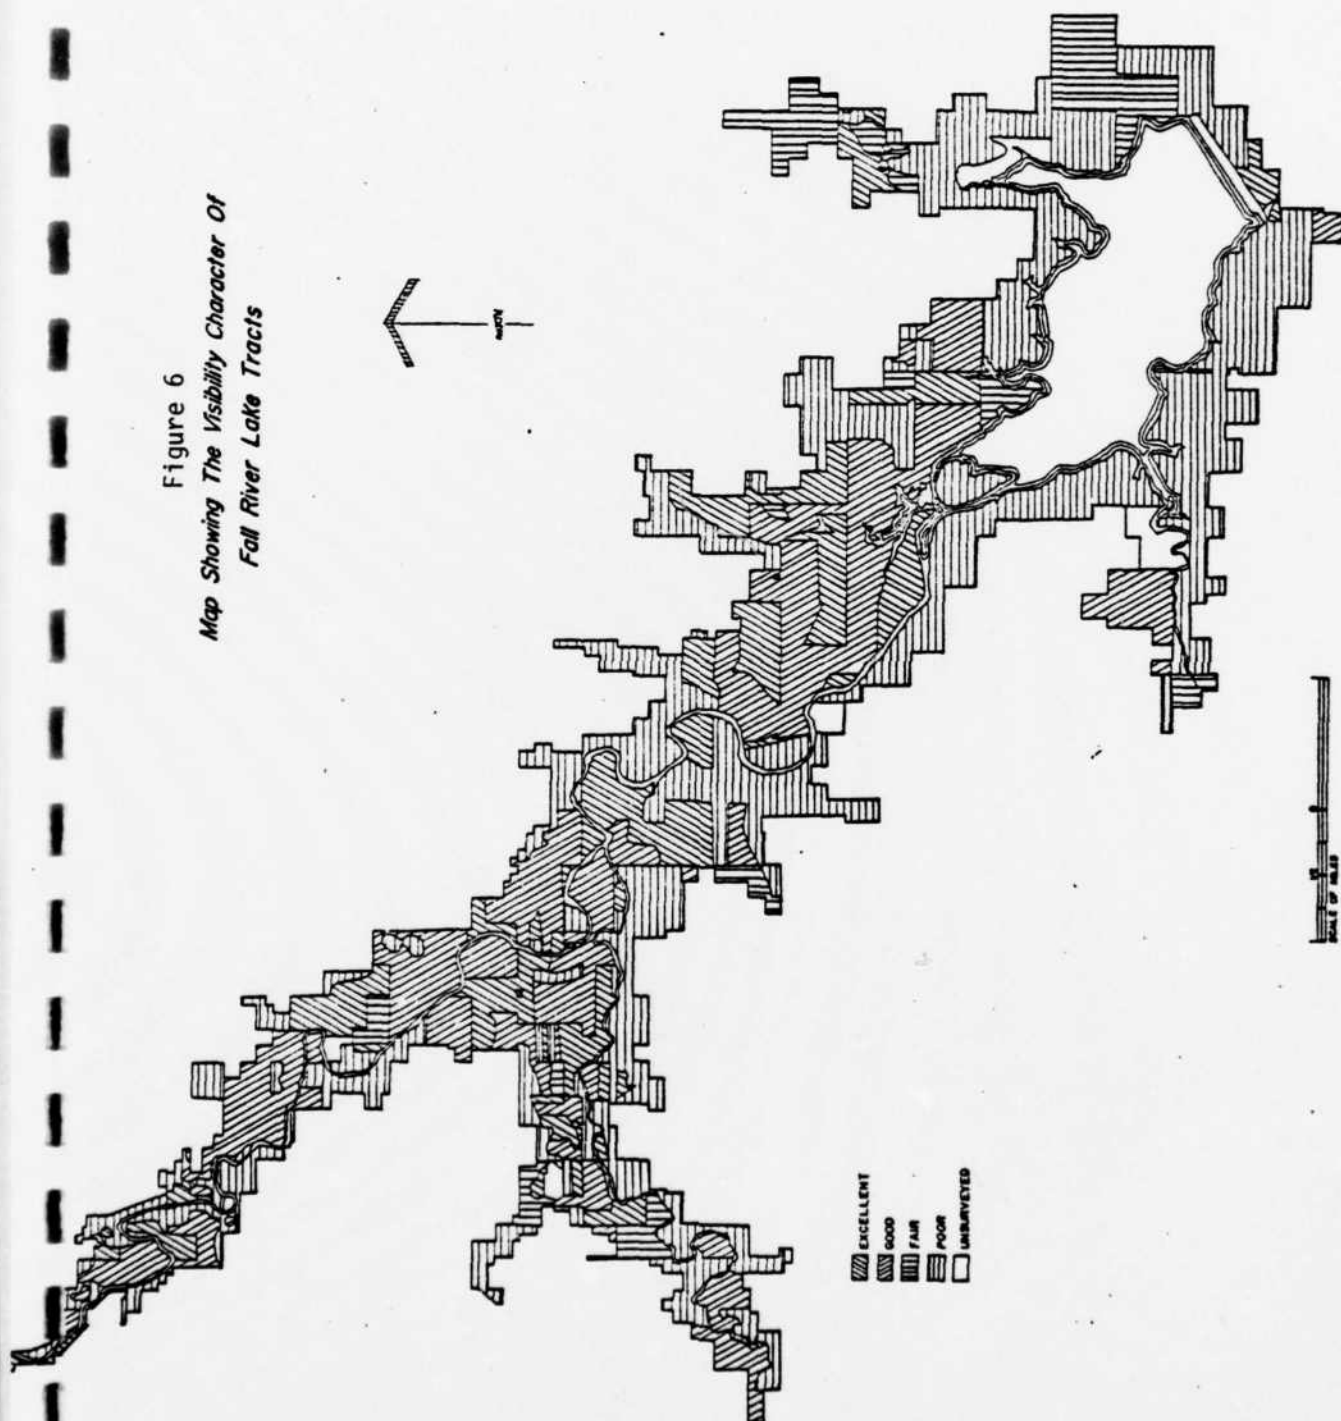 Figure 6
Map Showing The Visibility Character Of
Fall River Lake Tracts
EXCELLENT
GOOD
FAIR
POOR
UNSURVEYED
SCALE OF MILES